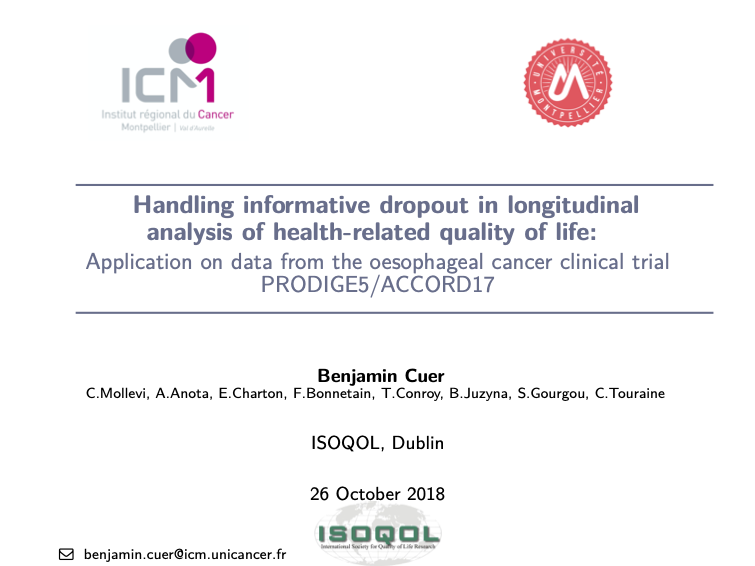 ICM
Institut régional du Cancer
Montpellier | Val d'Aurelle
UNIVERSITÉ
MONTPELLIER
Handling informative dropout in longitudinal
analysis of health-related quality of life:
Application on data from the oesophageal cancer clinical trial
PRODIGE5/ACCORD17
Benjamin Cuer
C.Mollevi, A.Anota, E.Charton, F.Bonnetain, T.Conroy, B.Juzyna, S.Gourgou, C.Touraine
ISOQOL, Dublin
26 October 2018
ISOQOL
International Society for Quality of Life Research
benjamin.cuer@icm.unicancer.fr